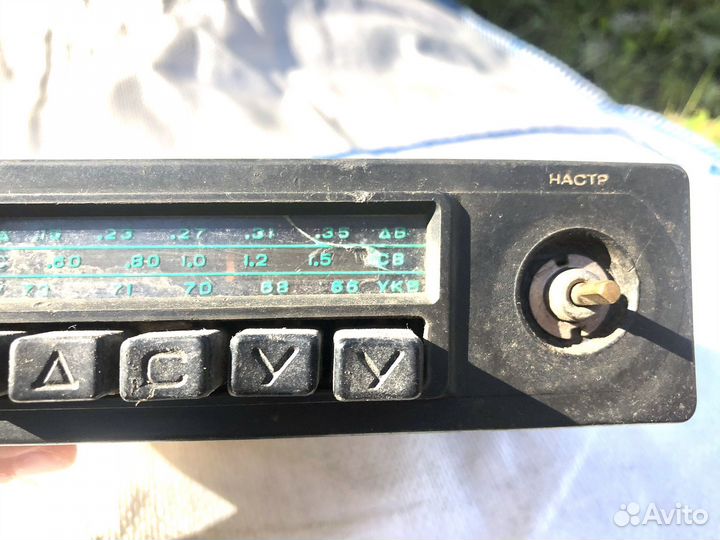 НАСТР
.23 .27 .31 .35 ДВ
.60 .80 1.0 1.2 1.5 СВ
71 70 68 66 УКВ
Д С У У
Avito